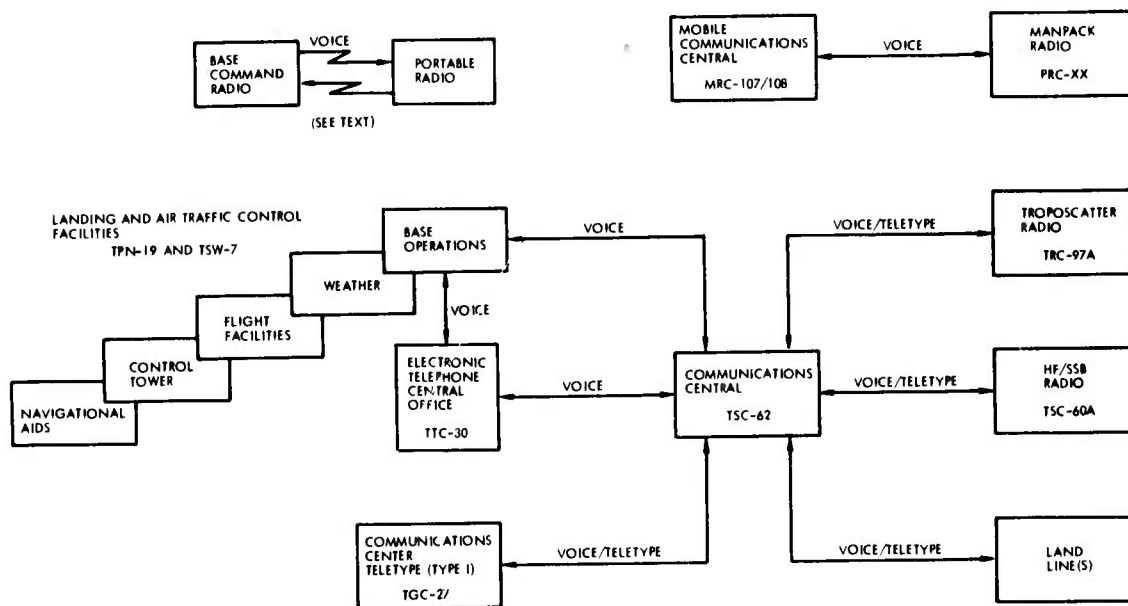 VOICE
BASE
COMMAND
RADIO
PORTABLE
RADIO
(SEE TEXT)
MOBILE
COMMUNICATIONS
CENTRAL
MRC-107/108
VOICE
MANPACK
RADIO
PRC-XX
LANDING AND AIR TRAFFIC CONTROL
FACILITIES
TPN-19 AND TSW-7
BASE
OPERATIONS
WEATHER
FLIGHT
FACILITIES
CONTROL
TOWER
NAVIGATIONAL
AIDS
VOICE
VOICE
ELECTRONIC
TELEPHONE
CENTRAL
OFFICE
TTC-30
VOICE
COMMUNICATIONS
CENTRAL
TSC-62
VOICE/TELETYPE
TROPOSCATTER
RADIO
TRC-97A
VOICE/TELETYPE
HF/SSB
RADIO
TSC-60A
COMMUNICATIONS
CENTER
TELETYPE (TYPE I)
TGC-27
VOICE/TELETYPE
VOICE/TELETYPE
LAND
LINE(S)